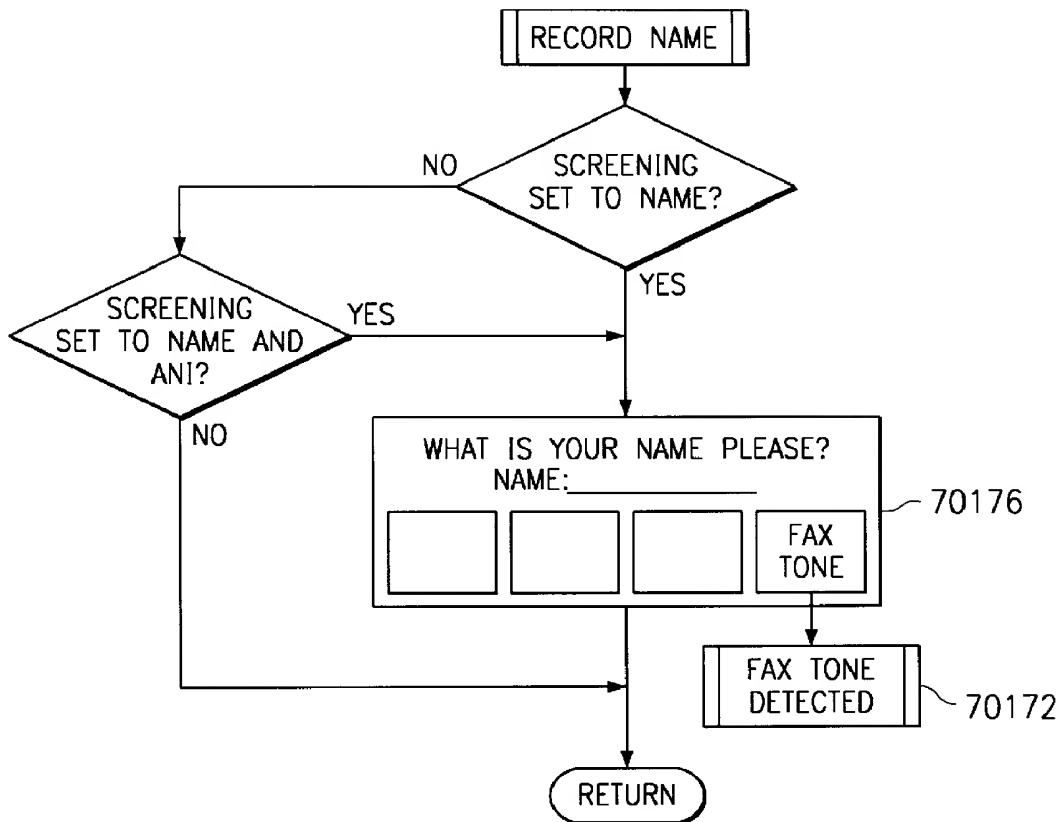 RECORD NAME
SCREENING
SET TO NAME?
NO
YES
SCREENING
SET TO NAME AND
ANI?
YES
NO
WHAT IS YOUR NAME PLEASE?
NAME:_______________
FAX
TONE
70176
FAX TONE
DETECTED
70172
RETURN